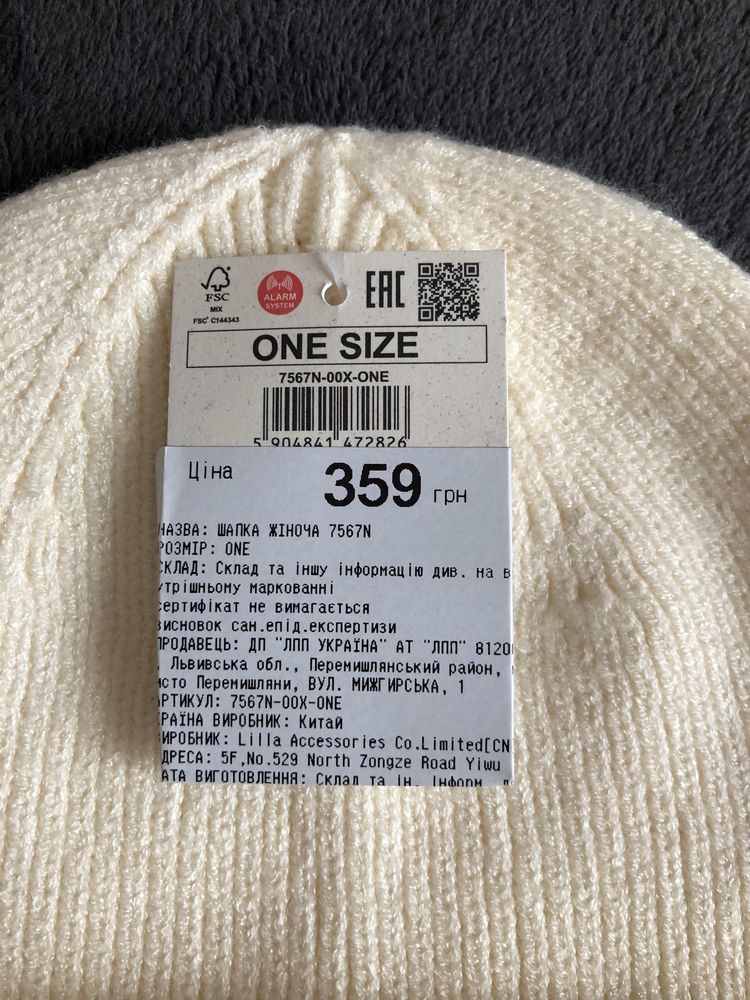 FSC
MIX
FSC® C144343
ALARM
SYSTEM
EAC
ONE SIZE
7567N-00X-ONE
5 904841 472826
Ціна 359 грн
НАЗВА: ШАПКА ЖІНОЧА 7567N
РОЗМІР: ONE
СКЛАД: Склад та іншу інформацію див. на в
утрішньому маркованні
сертифікат не вимагається
висновок сан.епід.експертизи
ПРОДАВЕЦЬ: ДП "ЛПП УКРАЇНА" АТ "ЛПП" 8120
, Львивська обл., Перемишлянський район,
исто Перемишляни, ВУЛ. МИЖГИРСЬКА, 1
АРТИКУЛ: 7567N-00X-ONE
КРАЇНА ВИРОБНИК: Китай
ВИРОБНИК: Lilla Accessories Co.Limited[CN
АДРЕСА: 5F,No.529 North Zongze Road Yiwu
ДАТА ВИГОТОВЛЕННЯ: Склад та ін. Інформ.